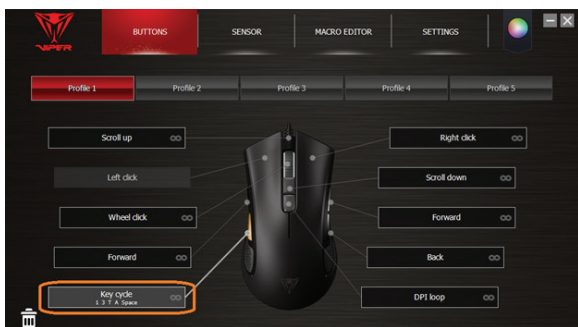 VIPER
BUTTONS
SENSOR
MACRO EDITOR
SETTINGS
Profile 1
Profile 2
Profile 3
Profile 4
Profile 5
Scroll up
Right click
Left click
Scroll down
Wheel click
Forward
Forward
Back
Key cycle
1 3 T A Space
DPI loop